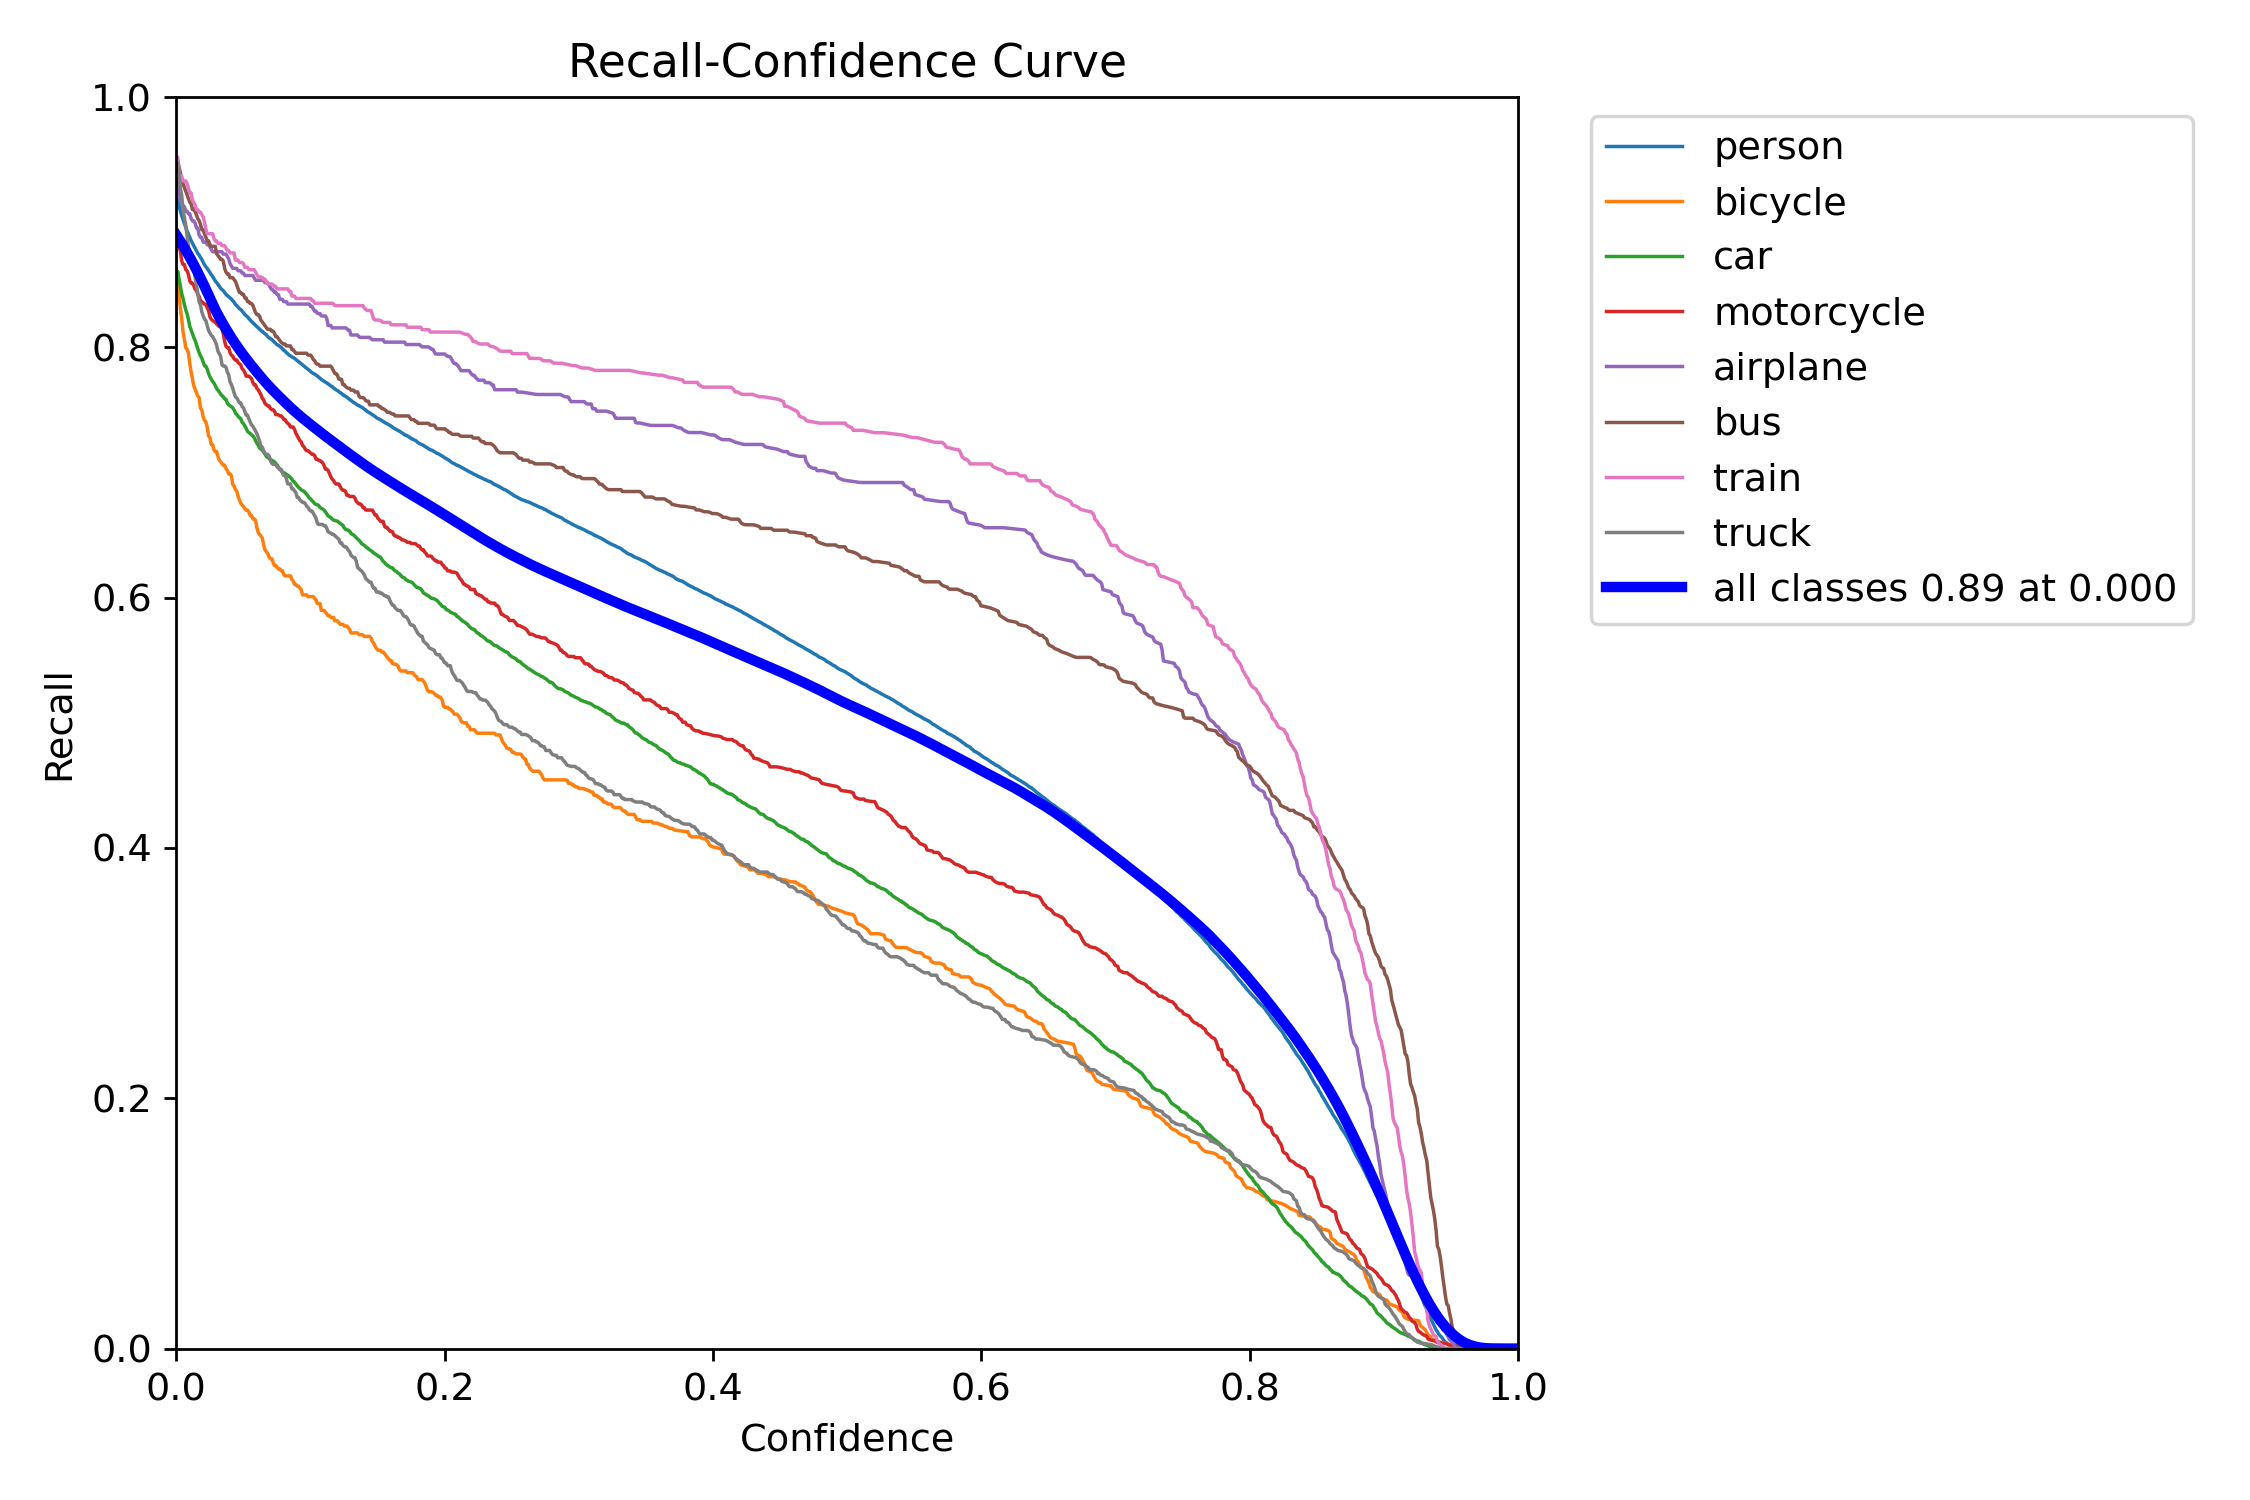 Recall-Confidence Curve
1.0
0.8
0.6
0.4
0.2
0.0
Recall
0.0 0.2 0.4 0.6 0.8 1.0
Confidence
person
bicycle
car
motorcycle
airplane
bus
train
truck
all classes 0.89 at 0.000